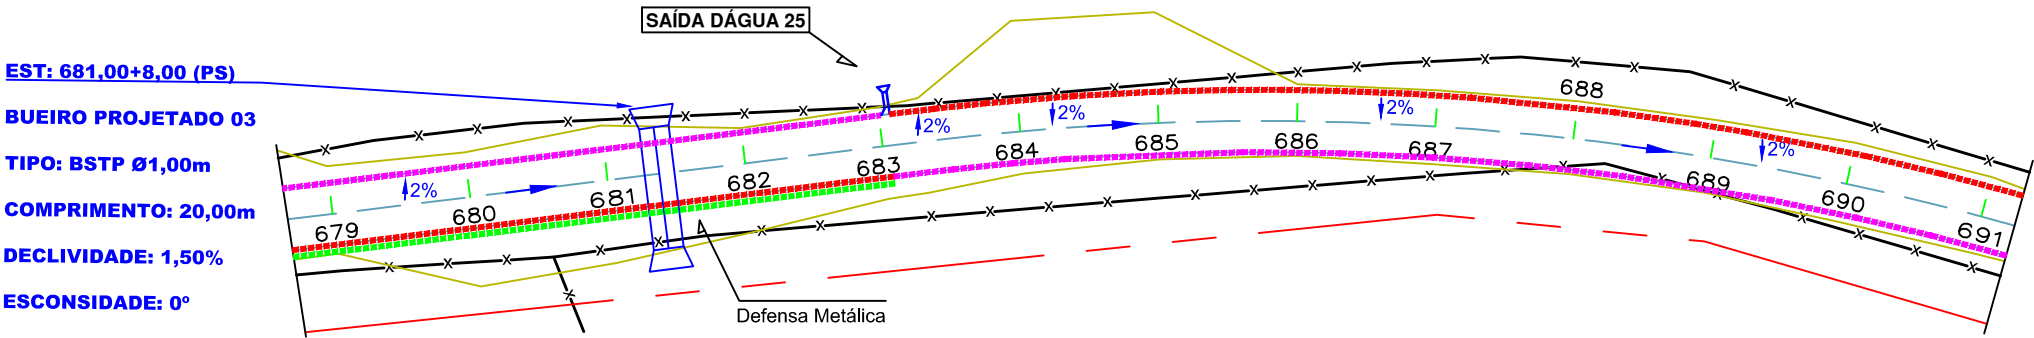 SAÍDA DÁGUA 25
EST: 681,00+8,00 (PS)
BUEIRO PROJETADO 03
TIPO: BSTP Ø1,00m
COMPRIMENTO: 20,00m
DECLIVIDADE: 1,50%
ESCONSIDADE: 0º
679
680
681
682
683
684
685
686
687
688
689
690
691
2%
2%
2%
2%
2%
Defensa Metálica